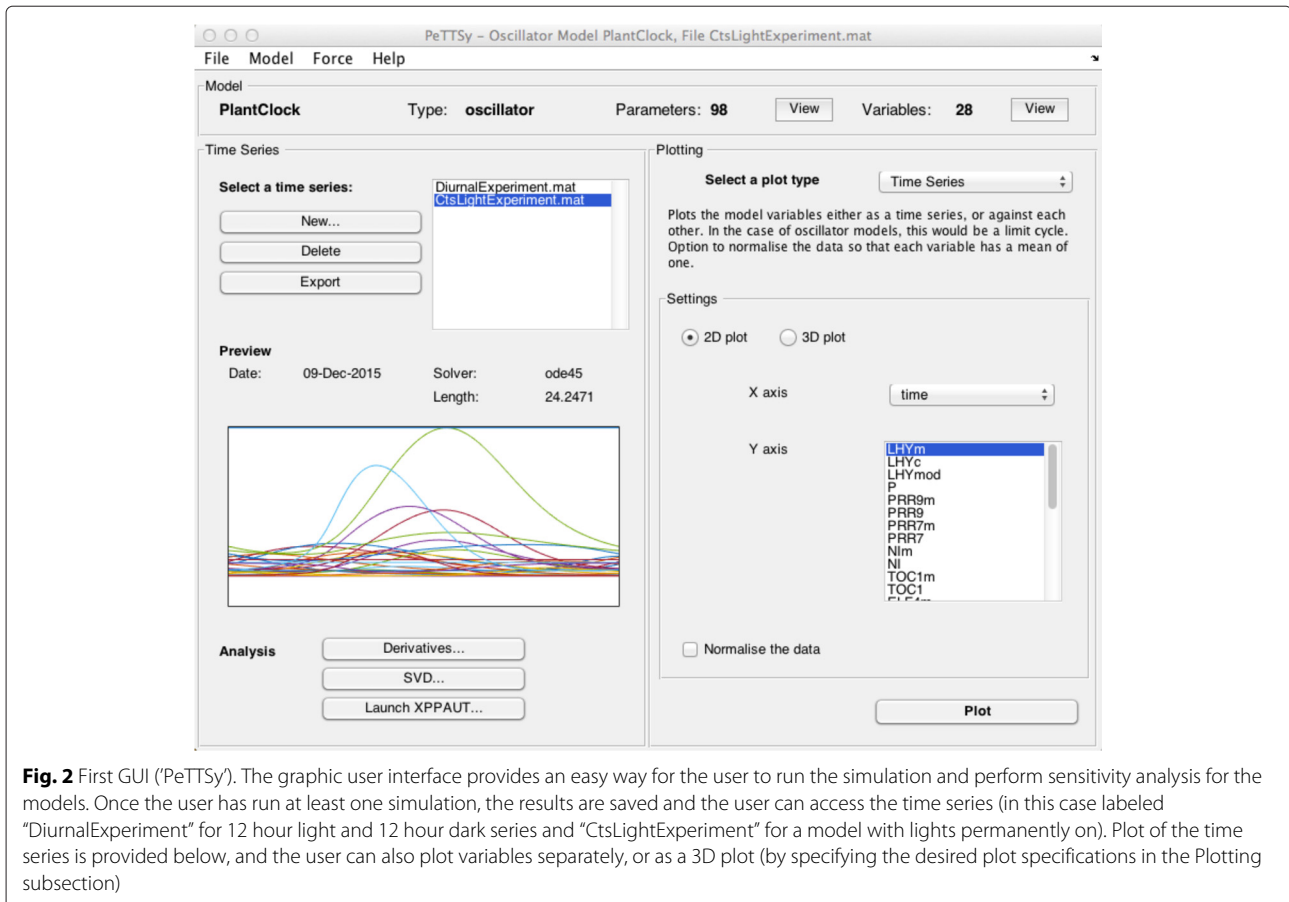 PeTTSy – Oscillator Model PlantClock, File CtsLightExperiment.mat
File Model Force Help
Model
PlantClock Type: oscillator Parameters: 98 View Variables: 28 View
Time Series
Select a time series:
DiurnalExperiment.mat
CtsLightExperiment.mat
New...
Delete
Export
Preview
Date: 09-Dec-2015 Solver: ode45
Length: 24.2471
Analysis
Derivatives...
SVD...
Launch XPPAUT...
Plotting
Select a plot type Time Series
Plots the model variables either as a time series, or against each
other. In the case of oscillator models, this would be a limit cycle.
Option to normalise the data so that each variable has a mean of
one.
Settings
2D plot 3D plot
X axis time
Y axis
LHYm
LHYc
LHYmod
P
PRR9m
PRR9
PRR7m
PRR7
NIm
NI
TOC1m
TOC1
Normalise the data
Plot
Fig. 2 First GUI ('PeTTSy'). The graphic user interface provides an easy way for the user to run the simulation and perform sensitivity analysis for the
models. Once the user has run at least one simulation, the results are saved and the user can access the time series (in this case labeled
"DiurnalExperiment" for 12 hour light and 12 hour dark series and "CtsLightExperiment" for a model with lights permanently on). Plot of the time
series is provided below, and the user can also plot variables separately, or as a 3D plot (by specifying the desired plot specifications in the Plotting
subsection)